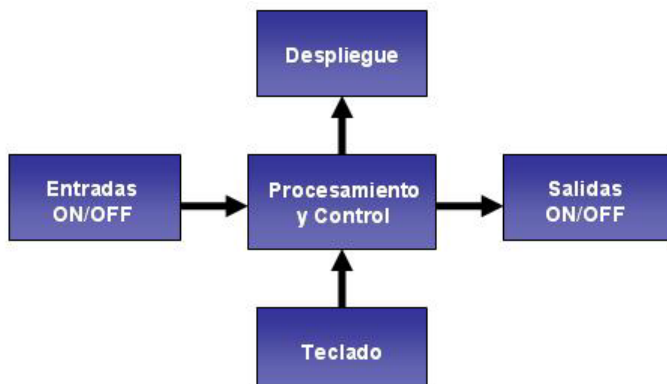 Despliegue
Entradas
ON/OFF
Procesamiento
y Control
Salidas
ON/OFF
Teclado